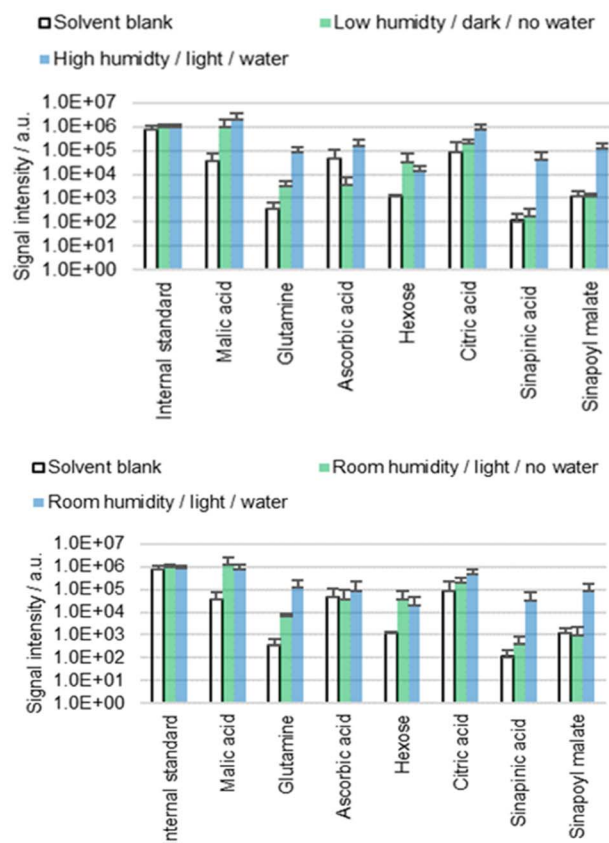 Solvent blank
Low humidty / dark / no water
High humidty / light / water
Signal intensity / a.u.
1.0E+07
1.0E+06
1.0E+05
1.0E+04
1.0E+03
1.0E+02
1.0E+01
1.0E+00
Internal standard
Malic acid
Glutamine
Ascorbic acid
Hexose
Citric acid
Sinapinic acid
Sinapoyl malate
Solvent blank
Room humidity / light / no water
Room humidity / light / water
Signal intensity / a.u.
1.0E+07
1.0E+06
1.0E+05
1.0E+04
1.0E+03
1.0E+02
1.0E+01
1.0E+00
nternal standard
Malic acid
Glutamine
Ascorbic acid
Hexose
Citric acid
Sinapinic acid
Sinapoyl malate